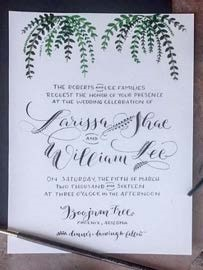 THE ROBERTS AND LEE FAMILIES
REQUEST THE HONOR OF YOUR PRESENCE
AT THE WEDDING CELEBRATION OF
Larissa Shae
AND
William Lee
ON SATURDAY, THE FIFTH OF MARCH
TWO THOUSAND AND SIXTEEN
AT THREE O'CLOCK IN THE AFTERNOON
Boojum Tree
PHOENIX, ARIZONA
dinner + dancing to follow